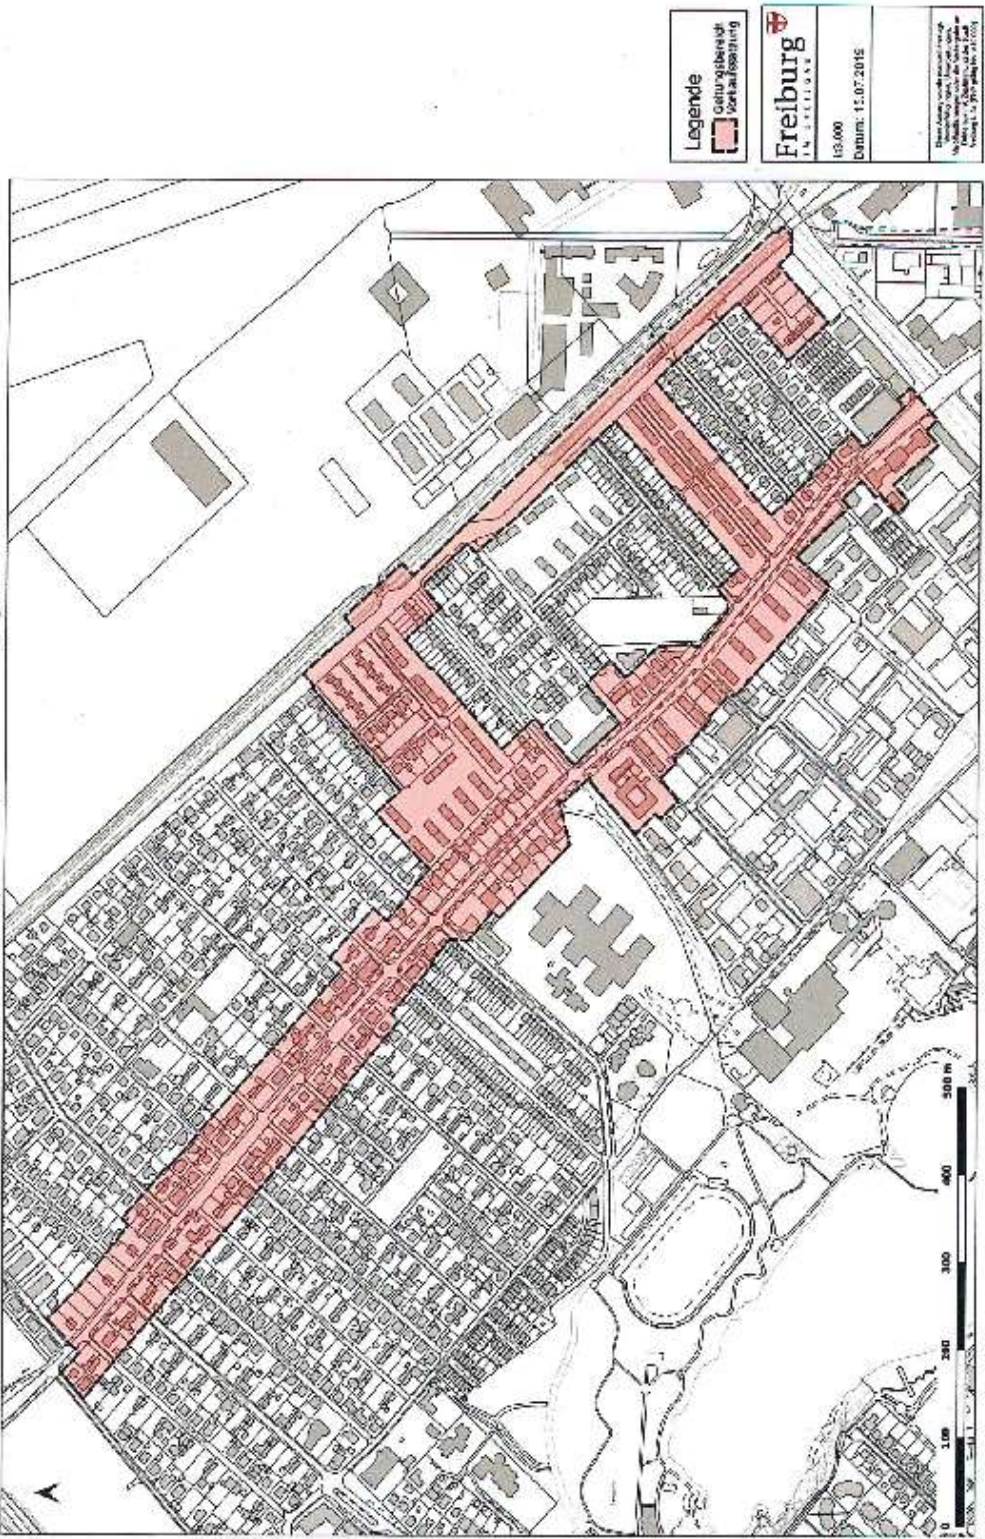 Legende
Geltungsbereich
Vorkaufssatzung
Freiburg
IM BREISGAU
1:3.000
Datum: 15.07.2019
0 100 200 300 400 500 m